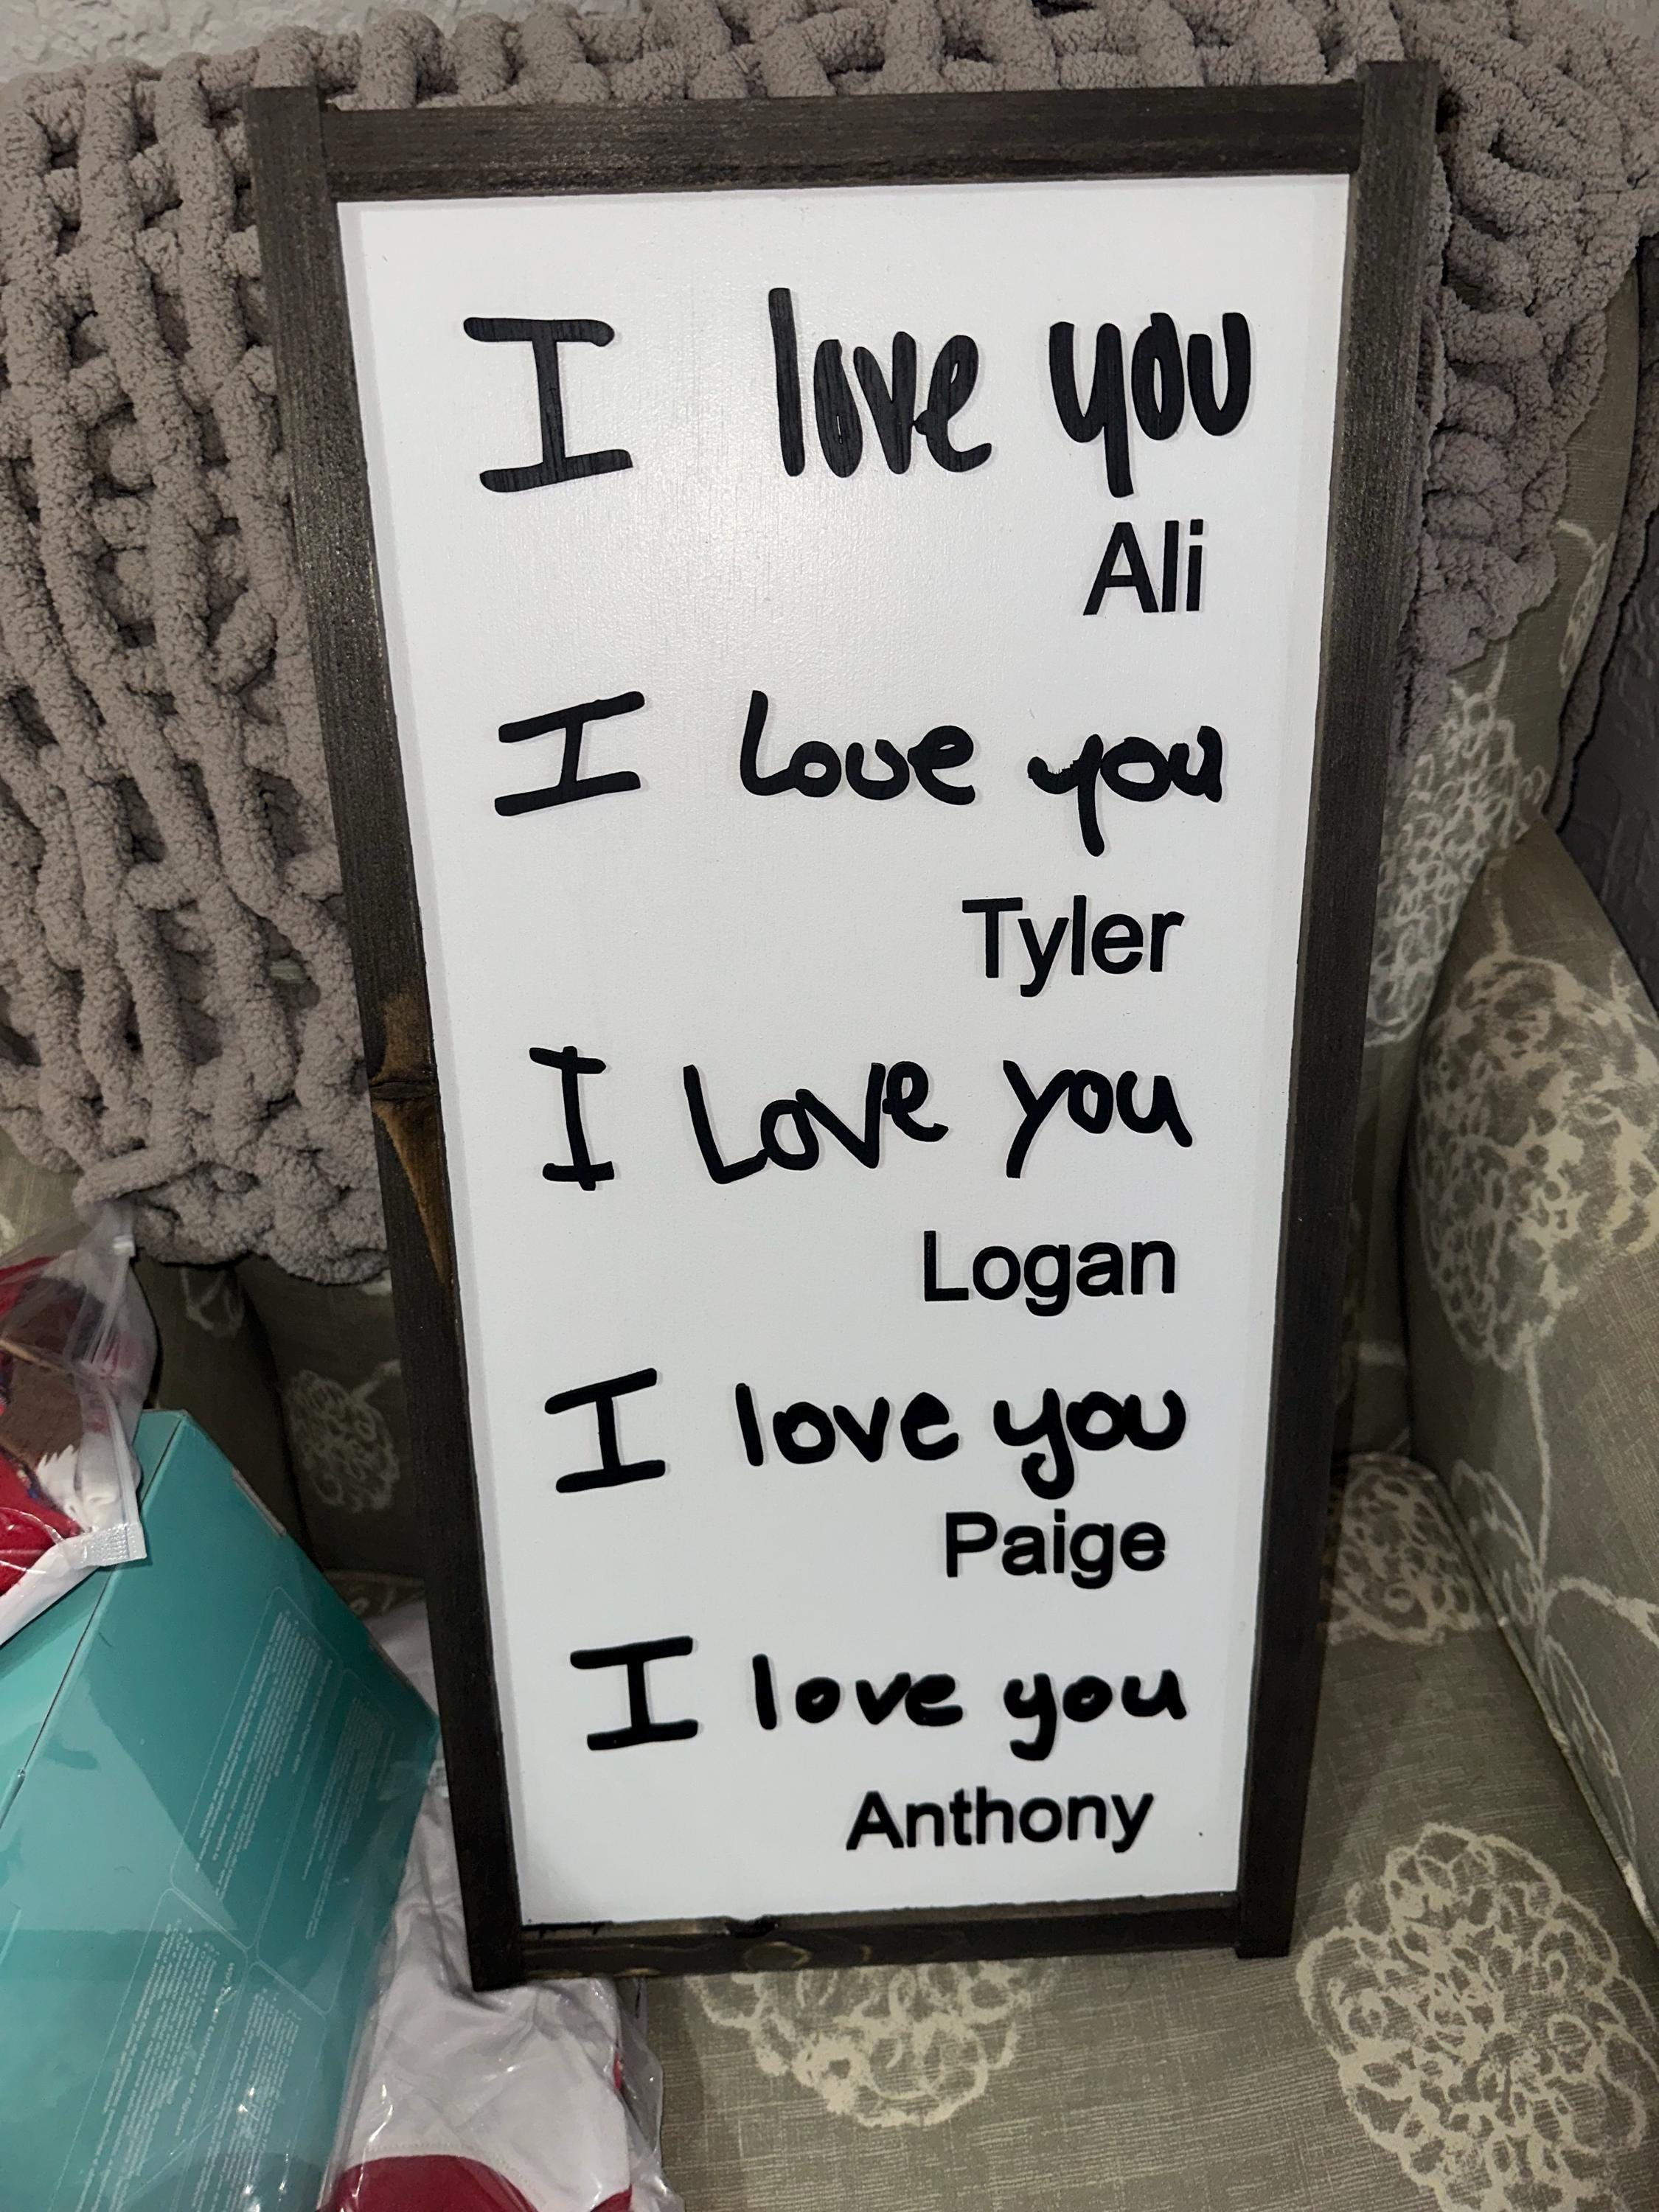 I love you
Ali
I Love you
Tyler
I Love you
Logan
I love you
Paige
I love you
Anthony